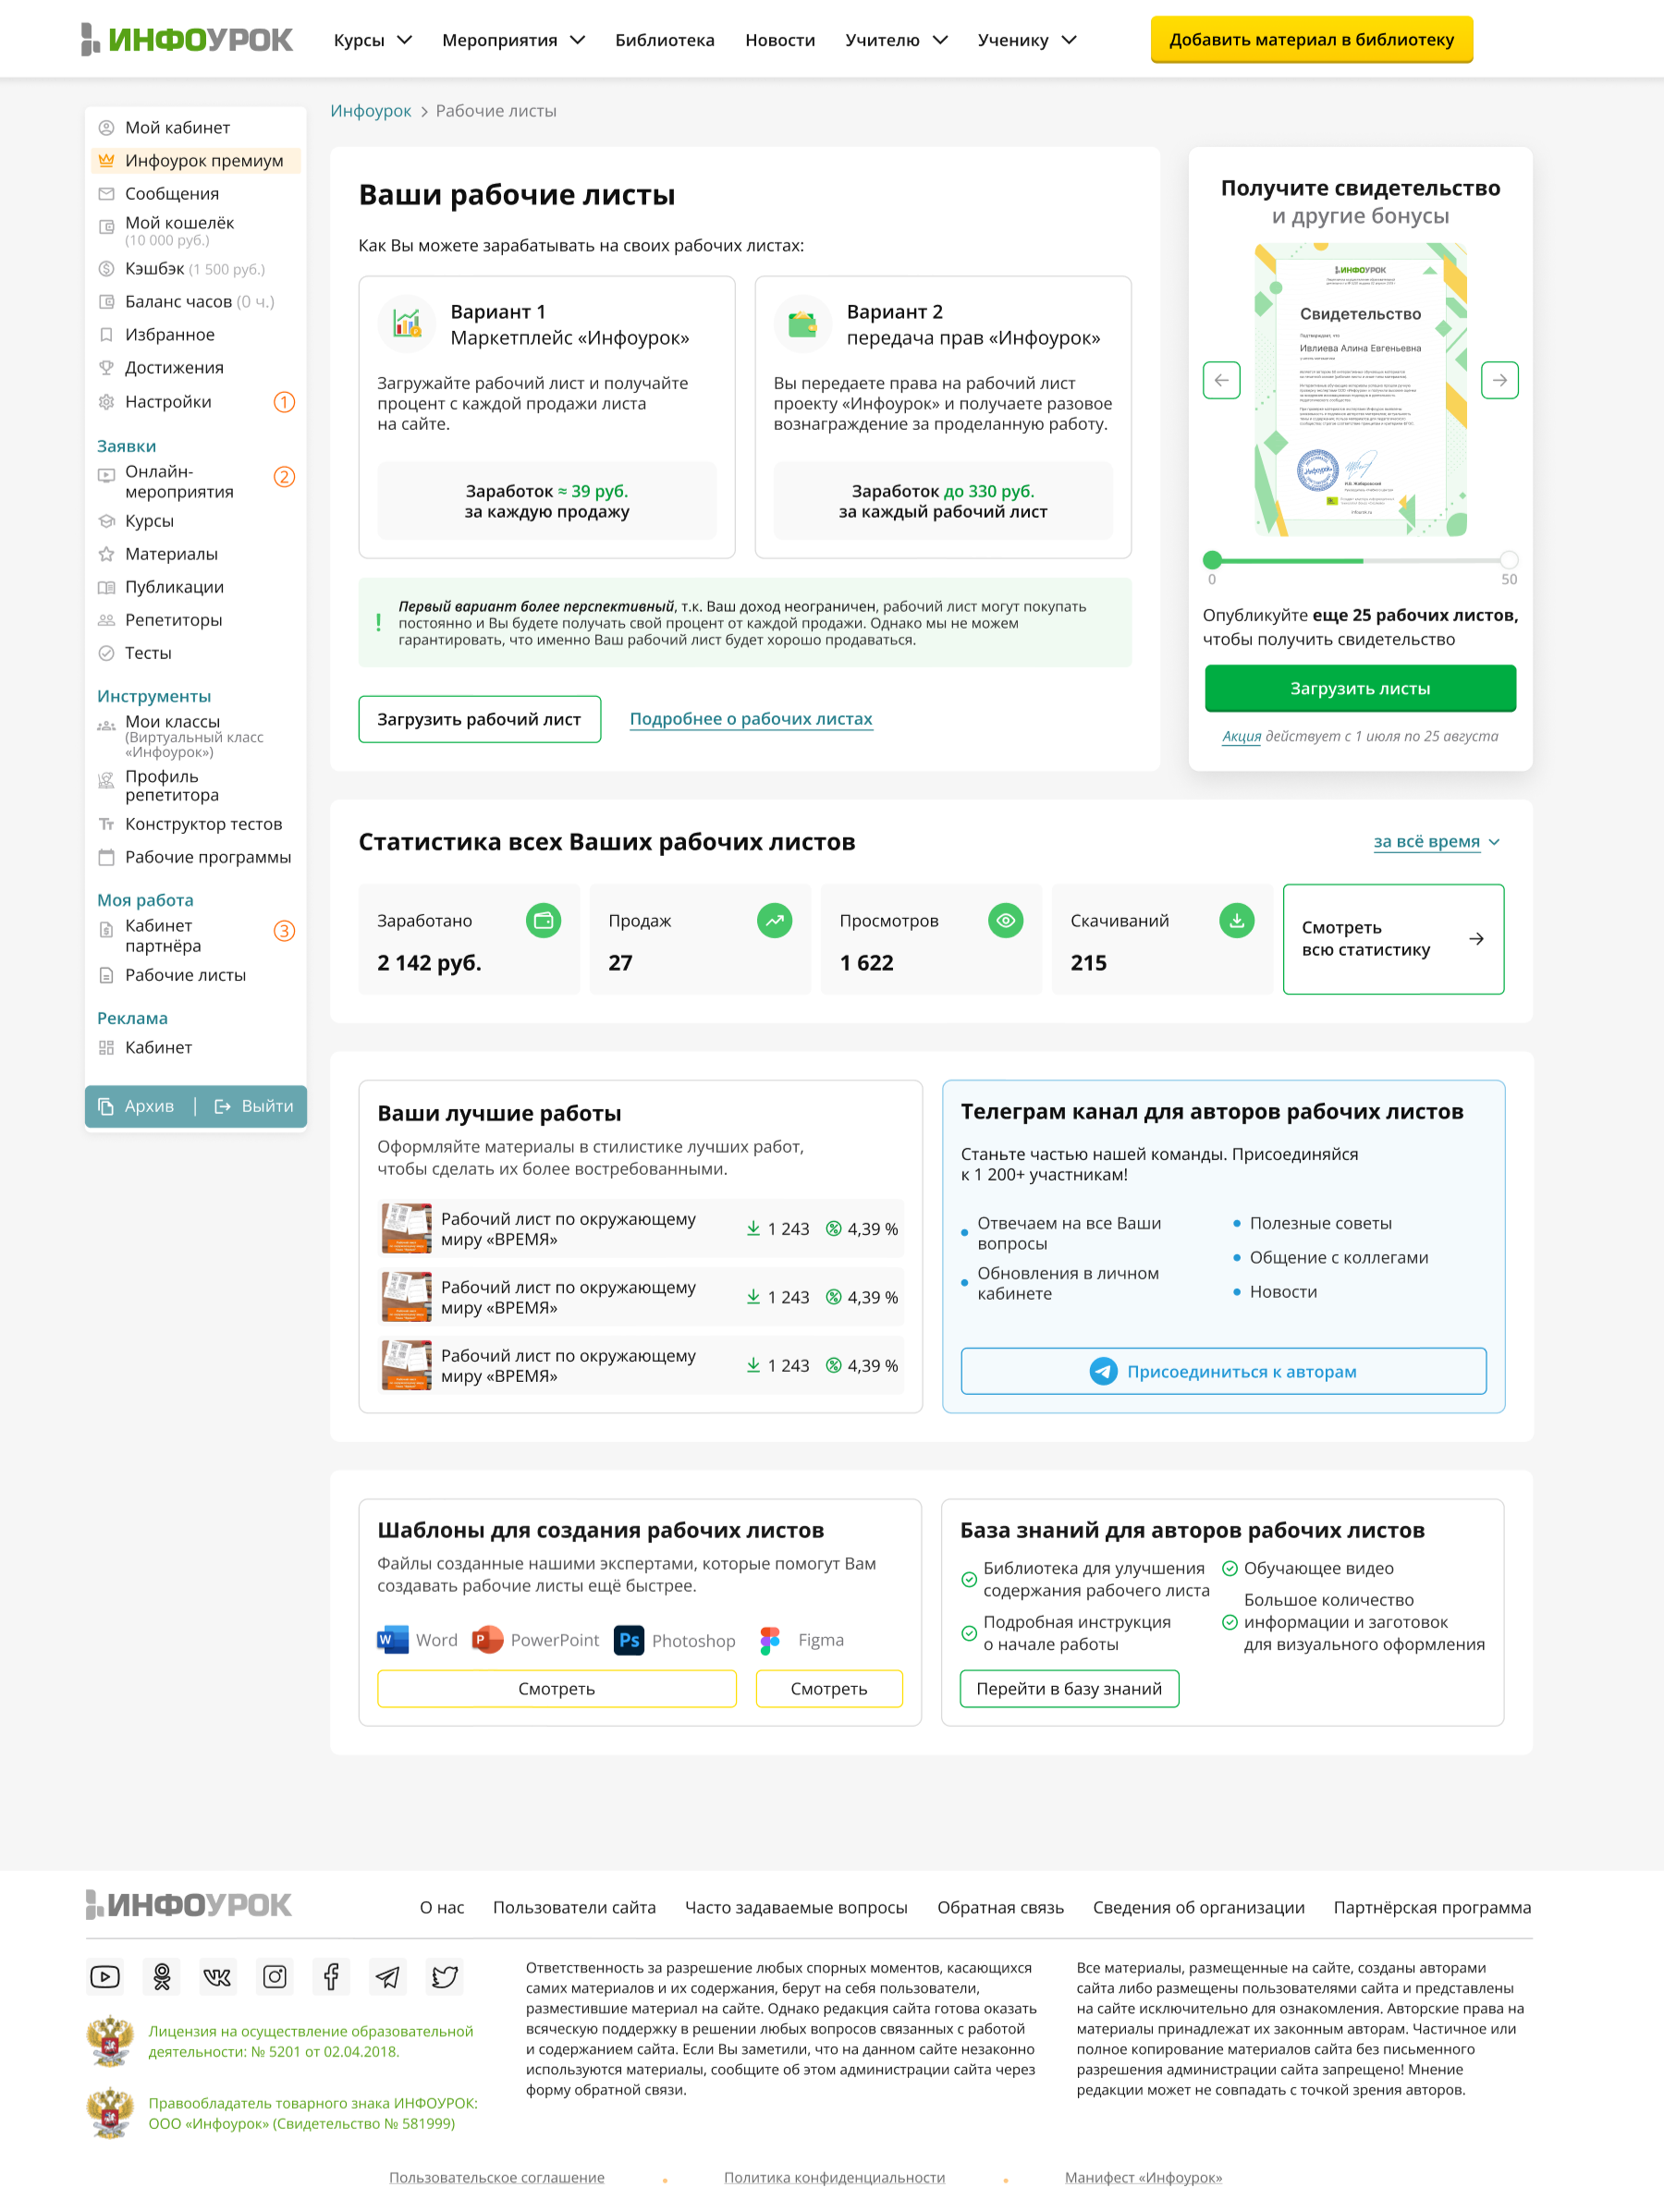 ИНФОУРОК
Курсы
Мероприятия
Библиотека
Новости
Учителю
Ученику
Добавить материал в библиотеку
Мой кабинет
Инфоурок премиум
Сообщения
Мой кошелёк
(10 000 руб.)
Кэшбэк (1 500 руб.)
Баланс часов (0 ч.)
Избранное
Достижения
Настройки
1
Заявки
Онлайн-
мероприятия
2
Курсы
Материалы
Публикации
Репетиторы
Тесты
Инструменты
Мои классы
(Виртуальный класс
«Инфоурок»)
Профиль
репетитора
Конструктор тестов
Рабочие программы
Моя работа
Кабинет
партнёра
3
Рабочие листы
Реклама
Кабинет
Архив
Выйти
Инфоурок > Рабочие листы
Ваши рабочие листы
Как Вы можете зарабатывать на своих рабочих листах:
Вариант 1
Маркетплейс «Инфоурок»
Загружайте рабочий лист и получайте
процент с каждой продажи листа
на сайте.
Заработок ≈ 39 руб.
за каждую продажу
Вариант 2
передача прав «Инфоурок»
Вы передаете права на рабочий лист
проекту «Инфоурок» и получаете разовое
вознаграждение за проделанную работу.
Заработок до 330 руб.
за каждый рабочий лист
!
Первый вариант более перспективный, т.к. Ваш доход неограничен, рабочий лист могут покупать
постоянно и Вы будете получать свой процент от каждой продажи. Однако мы не можем
гарантировать, что именно Ваш рабочий лист будет хорошо продаваться.
Загрузить рабочий лист
Подробнее о рабочих листах
Получите свидетельство
и другие бонусы
ИНФОУРОК
Свидетельство
Ивлиева Алина Евгеньевна
0
50
Опубликуйте еще 25 рабочих листов,
чтобы получить свидетельство
Загрузить листы
Акция действует с 1 июля по 25 августа
Статистика всех Ваших рабочих листов
за всё время
Заработано
2 142 руб.
Продаж
27
Просмотров
1 622
Скачиваний
215
Смотреть
всю статистику
Ваши лучшие работы
Оформляйте материалы в стилистике лучших работ,
чтобы сделать их более востребованными.
Рабочий лист по окружающему
миру «ВРЕМЯ»
1 243
4,39 %
Рабочий лист по окружающему
миру «ВРЕМЯ»
1 243
4,39 %
Рабочий лист по окружающему
миру «ВРЕМЯ»
1 243
4,39 %
Телеграм канал для авторов рабочих листов
Станьте частью нашей команды. Присоединяйся
к 1 200+ участникам!
Отвечаем на все Ваши
вопросы
Обновления в личном
кабинете
Полезные советы
Общение с коллегами
Новости
Присоединиться к авторам
Шаблоны для создания рабочих листов
Файлы созданные нашими экспертами, которые помогут Вам
создавать рабочие листы ещё быстрее.
W Word
P PowerPoint
Ps Photoshop
Figma
Смотреть
Смотреть
База знаний для авторов рабочих листов
Библиотека для улучшения
содержания рабочего листа
Подробная инструкция
о начале работы
Обучающее видео
Большое количество
информации и заготовок
для визуального оформления
Перейти в базу знаний
ИНФОУРОК
О нас
Пользователи сайта
Часто задаваемые вопросы
Обратная связь
Сведения об организации
Партнёрская программа
Лицензия на осуществление образовательной
деятельности: № 5201 от 02.04.2018.
Правообладатель товарного знака ИНФОУРОК:
ООО «Инфоурок» (Свидетельство № 581999)
Ответственность за разрешение любых спорных моментов, касающихся
самих материалов и их содержания, берут на себя пользователи,
разместившие материал на сайте. Однако редакция сайта готова оказать
всяческую поддержку в решении любых вопросов связанных с работой
и содержанием сайта. Если Вы заметили, что на данном сайте незаконно
используются материалы, сообщите об этом администрации сайта через
форму обратной связи.
Все материалы, размещенные на сайте, созданы авторами
сайта либо размещены пользователями сайта и представлены
на сайте исключительно для ознакомления. Авторские права на
материалы принадлежат их законным авторам. Частичное или
полное копирование материалов сайта без письменного
разрешения администрации сайта запрещено! Мнение
редакции может не совпадать с точкой зрения авторов.
Пользовательское соглашение
Политика конфиденциальности
Манифест «Инфоурок»